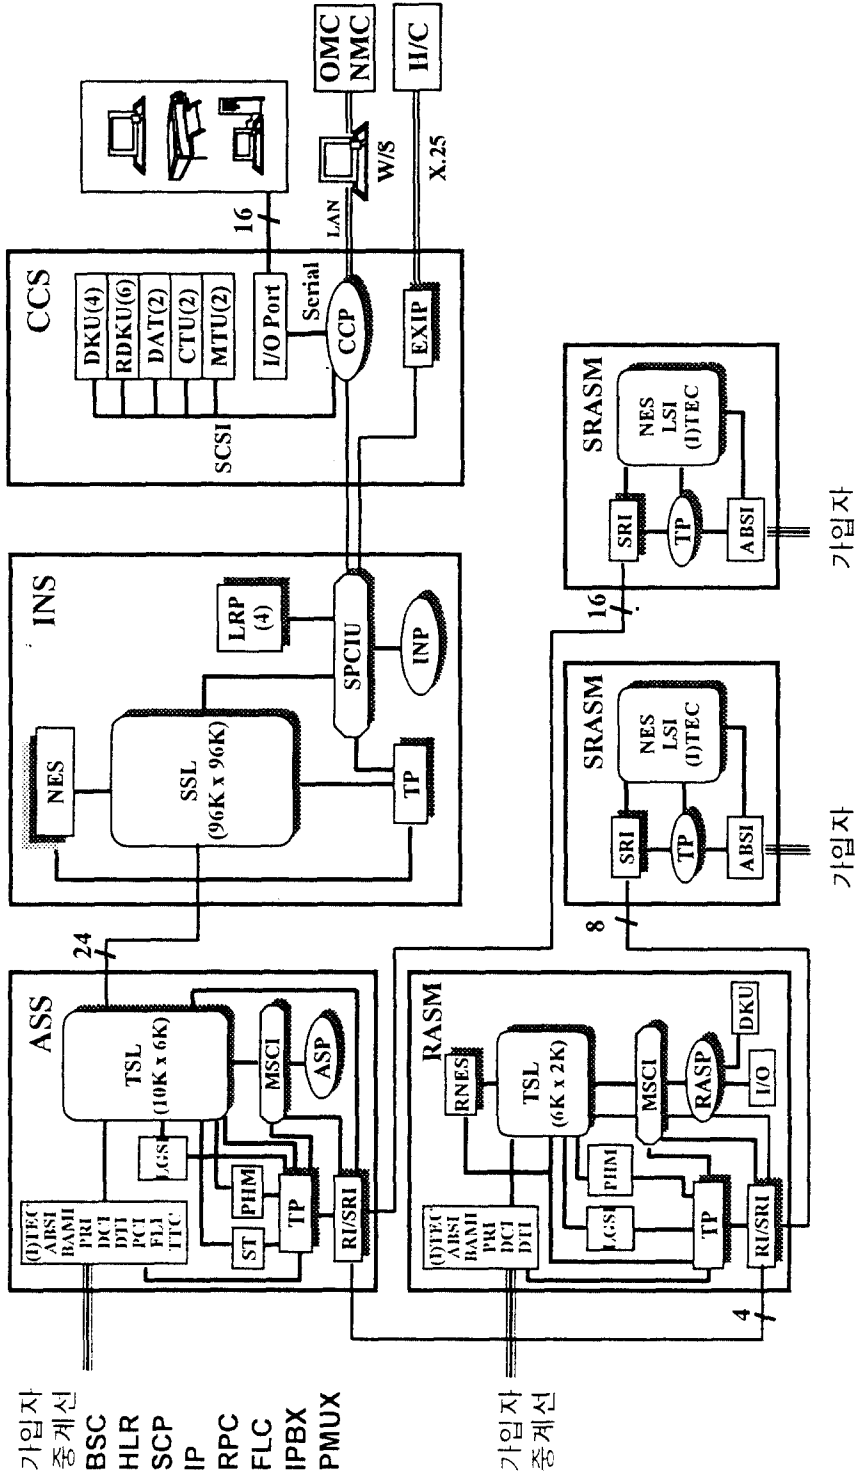 가입자
중계선
BSC
HLR
SCP
IP
RPC
FLC
IPBX
PMUX
ASS
(I)TEC
ABSI
BAMI
PRI
DCI
DTI
PCI
FLI
TTC
TSL
(10K x 6K)
LGSI
ST
PHM
TP
MSCI
ASP
RI/SRI
24
INS
NES
SSL
(96K x 96K)
TP
LRP
(4)
SPCIU
INP
CCS
DKU(4)
RDKU(6)
DAT(2)
CTU(2)
MTU(2)
SCSI
I/O Port
Serial
CCP
EXIP
16
LAN
W/S
X.25
OMC
NMC
H/C
가입자
중계선
RASM
(I)TEC
ABSI
BAMI
PRI
DCI
DTI
RNES
TSL
(6K x 2K)
LGSI
PHM
TP
MSCI
RASP
DKU
I/O
RI/SRI
4
8
SRASM
SRI
TP
ABSI
NES
LSI
(I)TEC
가입자
16
SRASM
SRI
TP
ABSI
NES
LSI
(I)TEC
가입자